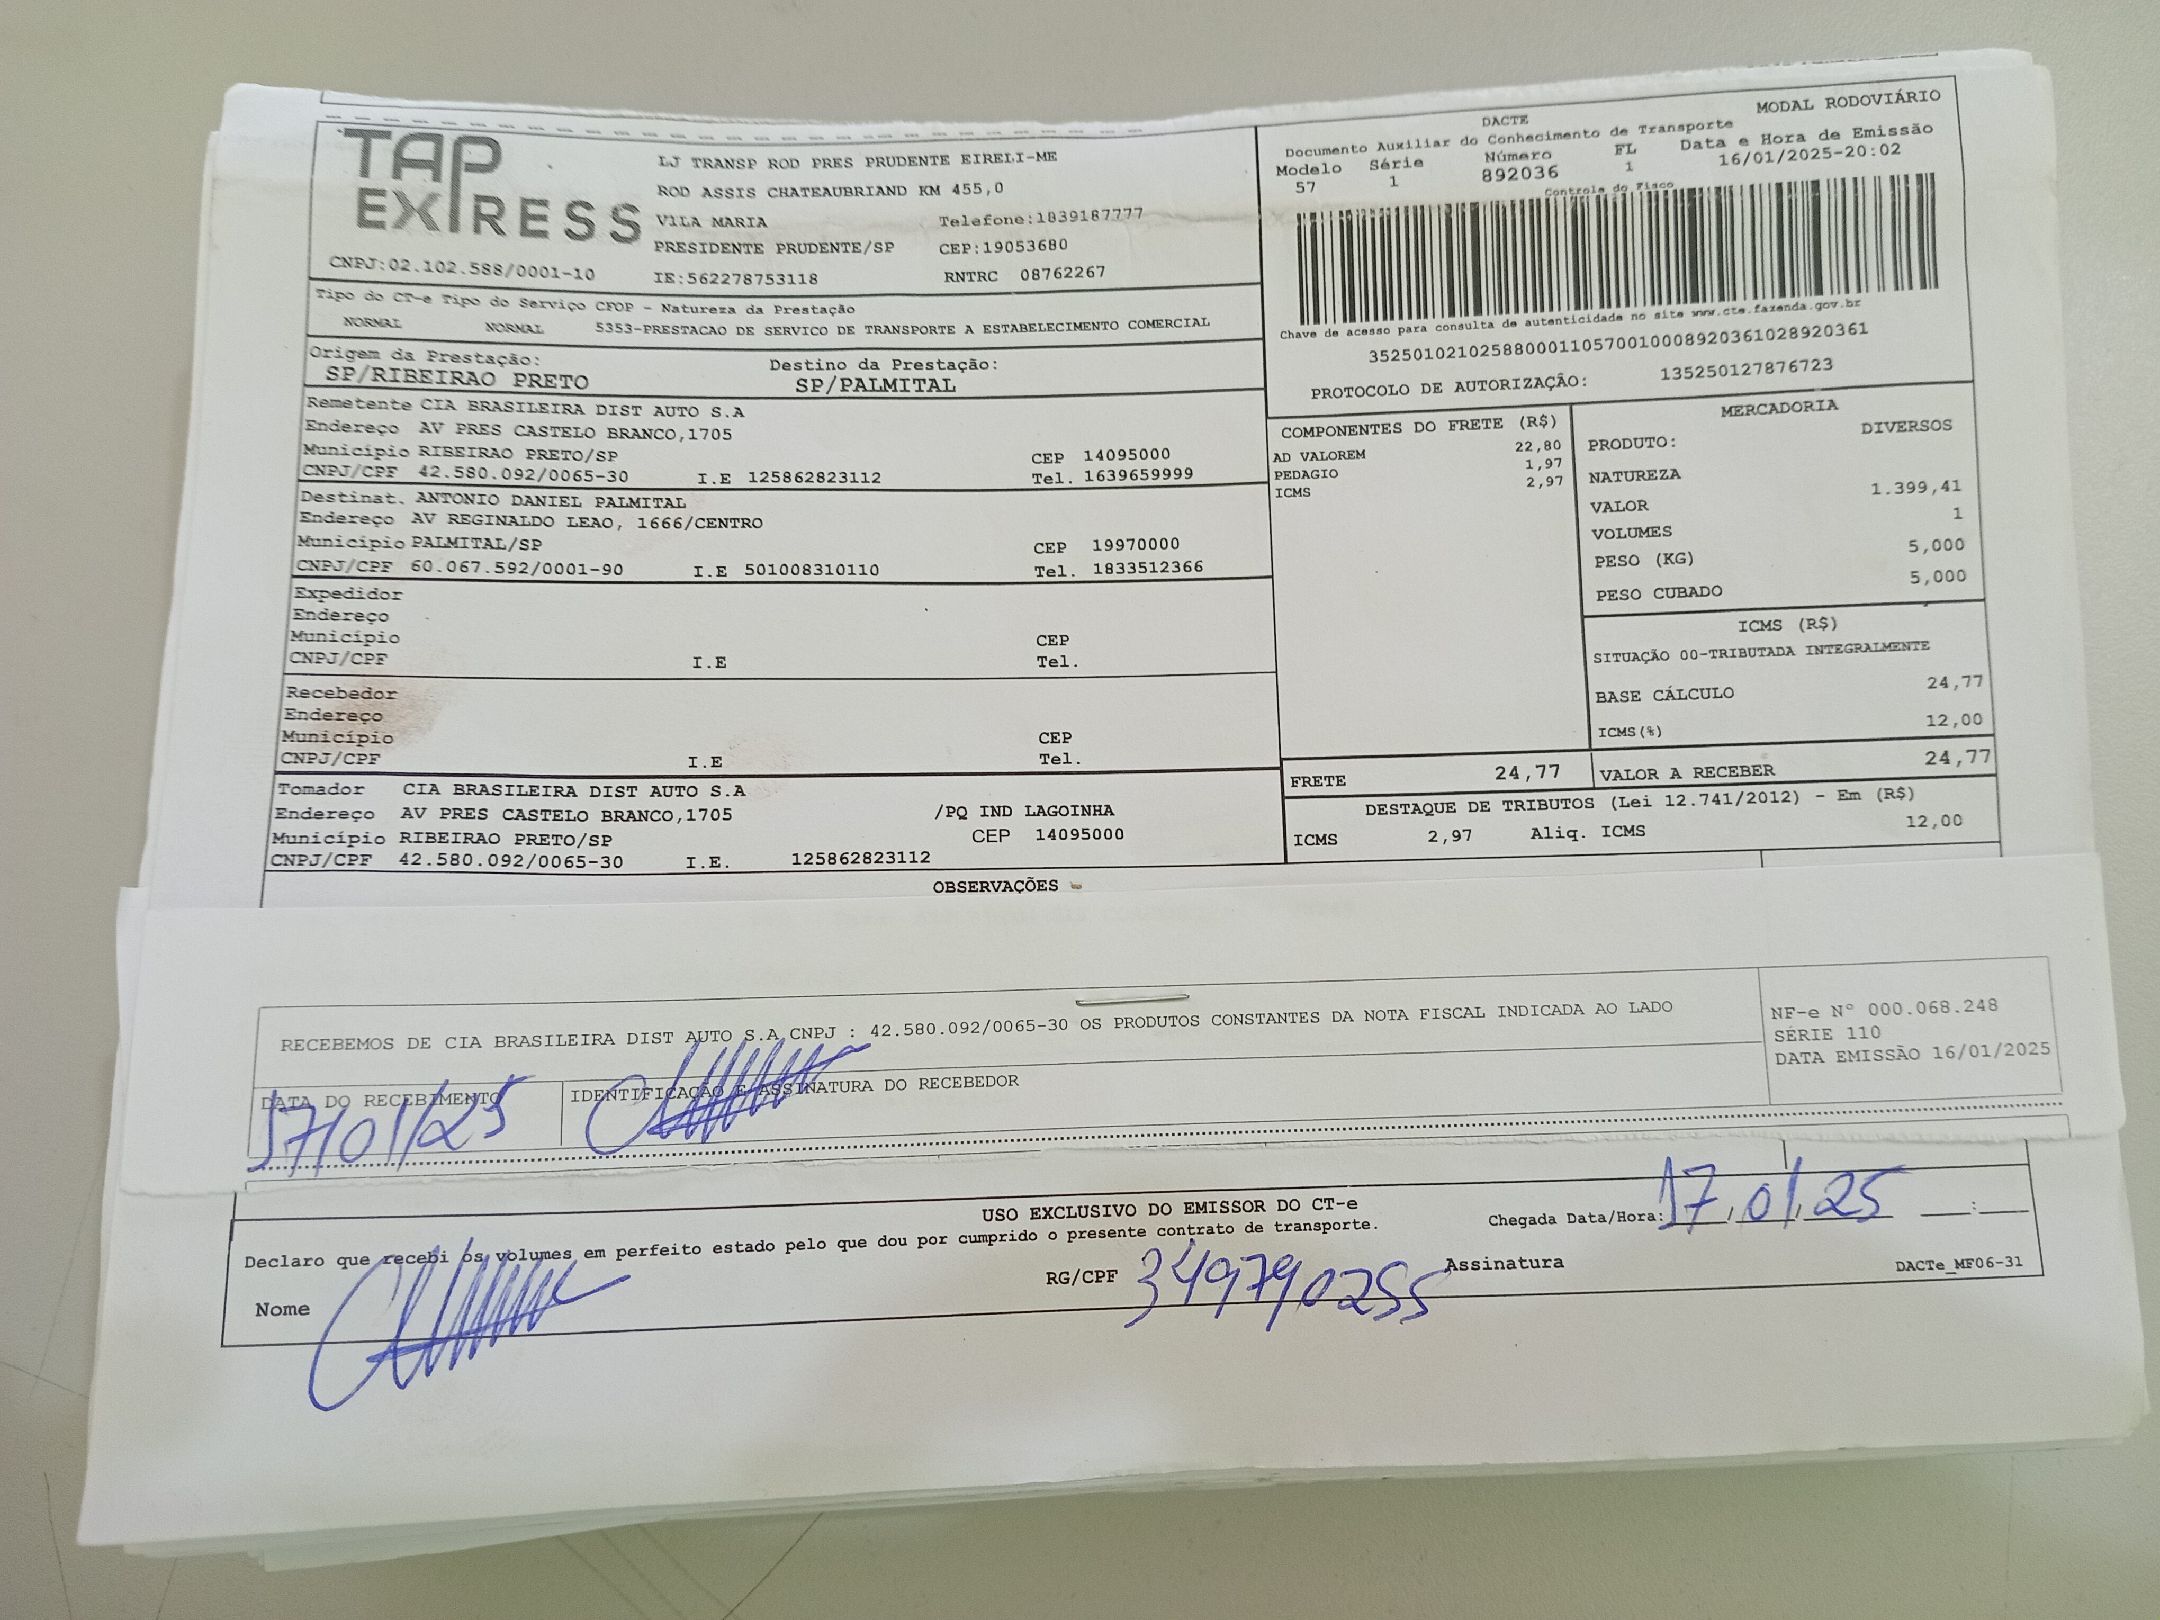 TAP
EXPRESS
CNPJ:02.102.588/0001-10
LJ TRANSP ROD PRES PRUDENTE EIRELI-ME
ROD ASSIS CHATEAUBRIAND KM 455,0
VILA MARIA Telefone:1839187777
PRESIDENTE PRUDENTE/SP CEP:19053680
IE:562278753118 RNTRC 08762267
DACTE MODAL RODOVIÁRIO
Documento Auxiliar do Conhecimento de Transporte
Modelo Série Número FL Data e Hora de Emissão
57 1 892036 1 16/01/2025-20:02
Controle do Fisco
Chave de acesso para consulta de autenticidade no site www.cte.fazenda.gov.br
35250102102588000110570010008920361028920361
PROTOCOLO DE AUTORIZAÇÃO: 135250127876723
Tipo do CT-e Tipo do Serviço CFOP - Natureza da Prestação
NORMAL NORMAL 5353-PRESTACAO DE SERVICO DE TRANSPORTE A ESTABELECIMENTO COMERCIAL
Origem da Prestação: Destino da Prestação:
SP/RIBEIRAO PRETO SP/PALMITAL
Remetente CIA BRASILEIRA DIST AUTO S.A
Endereço AV PRES CASTELO BRANCO,1705
Município RIBEIRAO PRETO/SP CEP 14095000
CNPJ/CPF 42.580.092/0065-30 I.E 125862823112 Tel. 1639659999
Destinat. ANTONIO DANIEL PALMITAL
Endereço AV REGINALDO LEAO, 1666/CENTRO
Município PALMITAL/SP CEP 19970000
CNPJ/CPF 60.067.592/0001-90 I.E 501008310110 Tel. 1833512366
Expedidor
Endereço
Município CEP
CNPJ/CPF I.E Tel.
Recebedor
Endereço
Município CEP
CNPJ/CPF I.E Tel.
Tomador CIA BRASILEIRA DIST AUTO S.A
Endereço AV PRES CASTELO BRANCO,1705 /PQ IND LAGOINHA
Município RIBEIRAO PRETO/SP CEP 14095000
CNPJ/CPF 42.580.092/0065-30 I.E. 125862823112
COMPONENTES DO FRETE (R$)
AD VALOREM 22,80
PEDAGIO 1,97
ICMS 2,97
MERCADORIA
PRODUTO: DIVERSOS
NATUREZA
VALOR 1.399,41
VOLUMES 1
PESO (KG) 5,000
PESO CUBADO 5,000
ICMS (R$)
SITUAÇÃO 00-TRIBUTADA INTEGRALMENTE
BASE CÁLCULO 24,77
ICMS(%) 12,00
FRETE 24,77 VALOR A RECEBER 24,77
DESTAQUE DE TRIBUTOS (Lei 12.741/2012) - Em (R$)
ICMS 2,97 Aliq. ICMS 12,00
OBSERVAÇÕES
RECEBEMOS DE CIA BRASILEIRA DIST AUTO S.A CNPJ : 42.580.092/0065-30 OS PRODUTOS CONSTANTES DA NOTA FISCAL INDICADA AO LADO
NF-e Nº 000.068.248
SÉRIE 110
DATA EMISSÃO 16/01/2025
DATA DO RECEBIMENTO IDENTIFICAÇÃO E ASSINATURA DO RECEBEDOR
17/01/25
USO EXCLUSIVO DO EMISSOR DO CT-e
Declaro que recebi os volumes em perfeito estado pelo que dou por cumprido o presente contrato de transporte.
Chegada Data/Hora: 17/01/25 __:__
Nome RG/CPF 349790255 Assinatura
DACTe_MF06-31